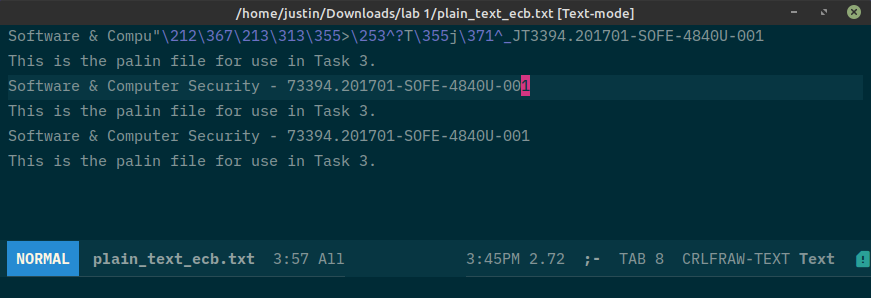 /home/justin/Downloads/lab 1/plain_text_ecb.txt [Text-mode]
Software & Compu"\212\367\213\313\355>\253^?T\355j\371^_JT3394.201701-SOFE-4840U-001
This is the palin file for use in Task 3.
Software & Computer Security - 73394.201701-SOFE-4840U-001
This is the palin file for use in Task 3.
Software & Computer Security - 73394.201701-SOFE-4840U-001
This is the palin file for use in Task 3.
NORMAL plain_text_ecb.txt 3:57 All 3:45PM 2.72 ;- TAB 8 CRLFRAW-TEXT Text !